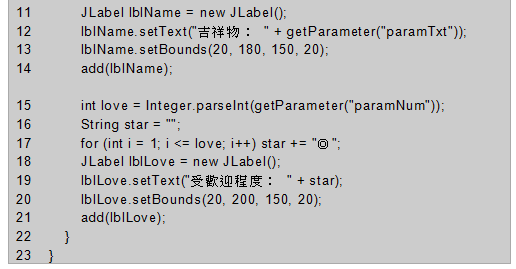 11 JLabel lblName = new JLabel();
12 lblName.setText("吉祥物： " + getParameter("paramTxt"));
13 lblName.setBounds(20, 180, 150, 20);
14 add(lblName);
15 int love = Integer.parseInt(getParameter("paramNum"));
16 String star = "";
17 for (int i = 1; i <= love; i++) star += "◎";
18 JLabel lblLove = new JLabel();
19 lblLove.setText("受歡迎程度： " + star);
20 lblLove.setBounds(20, 200, 150, 20);
21 add(lblLove);
22 }
23 }